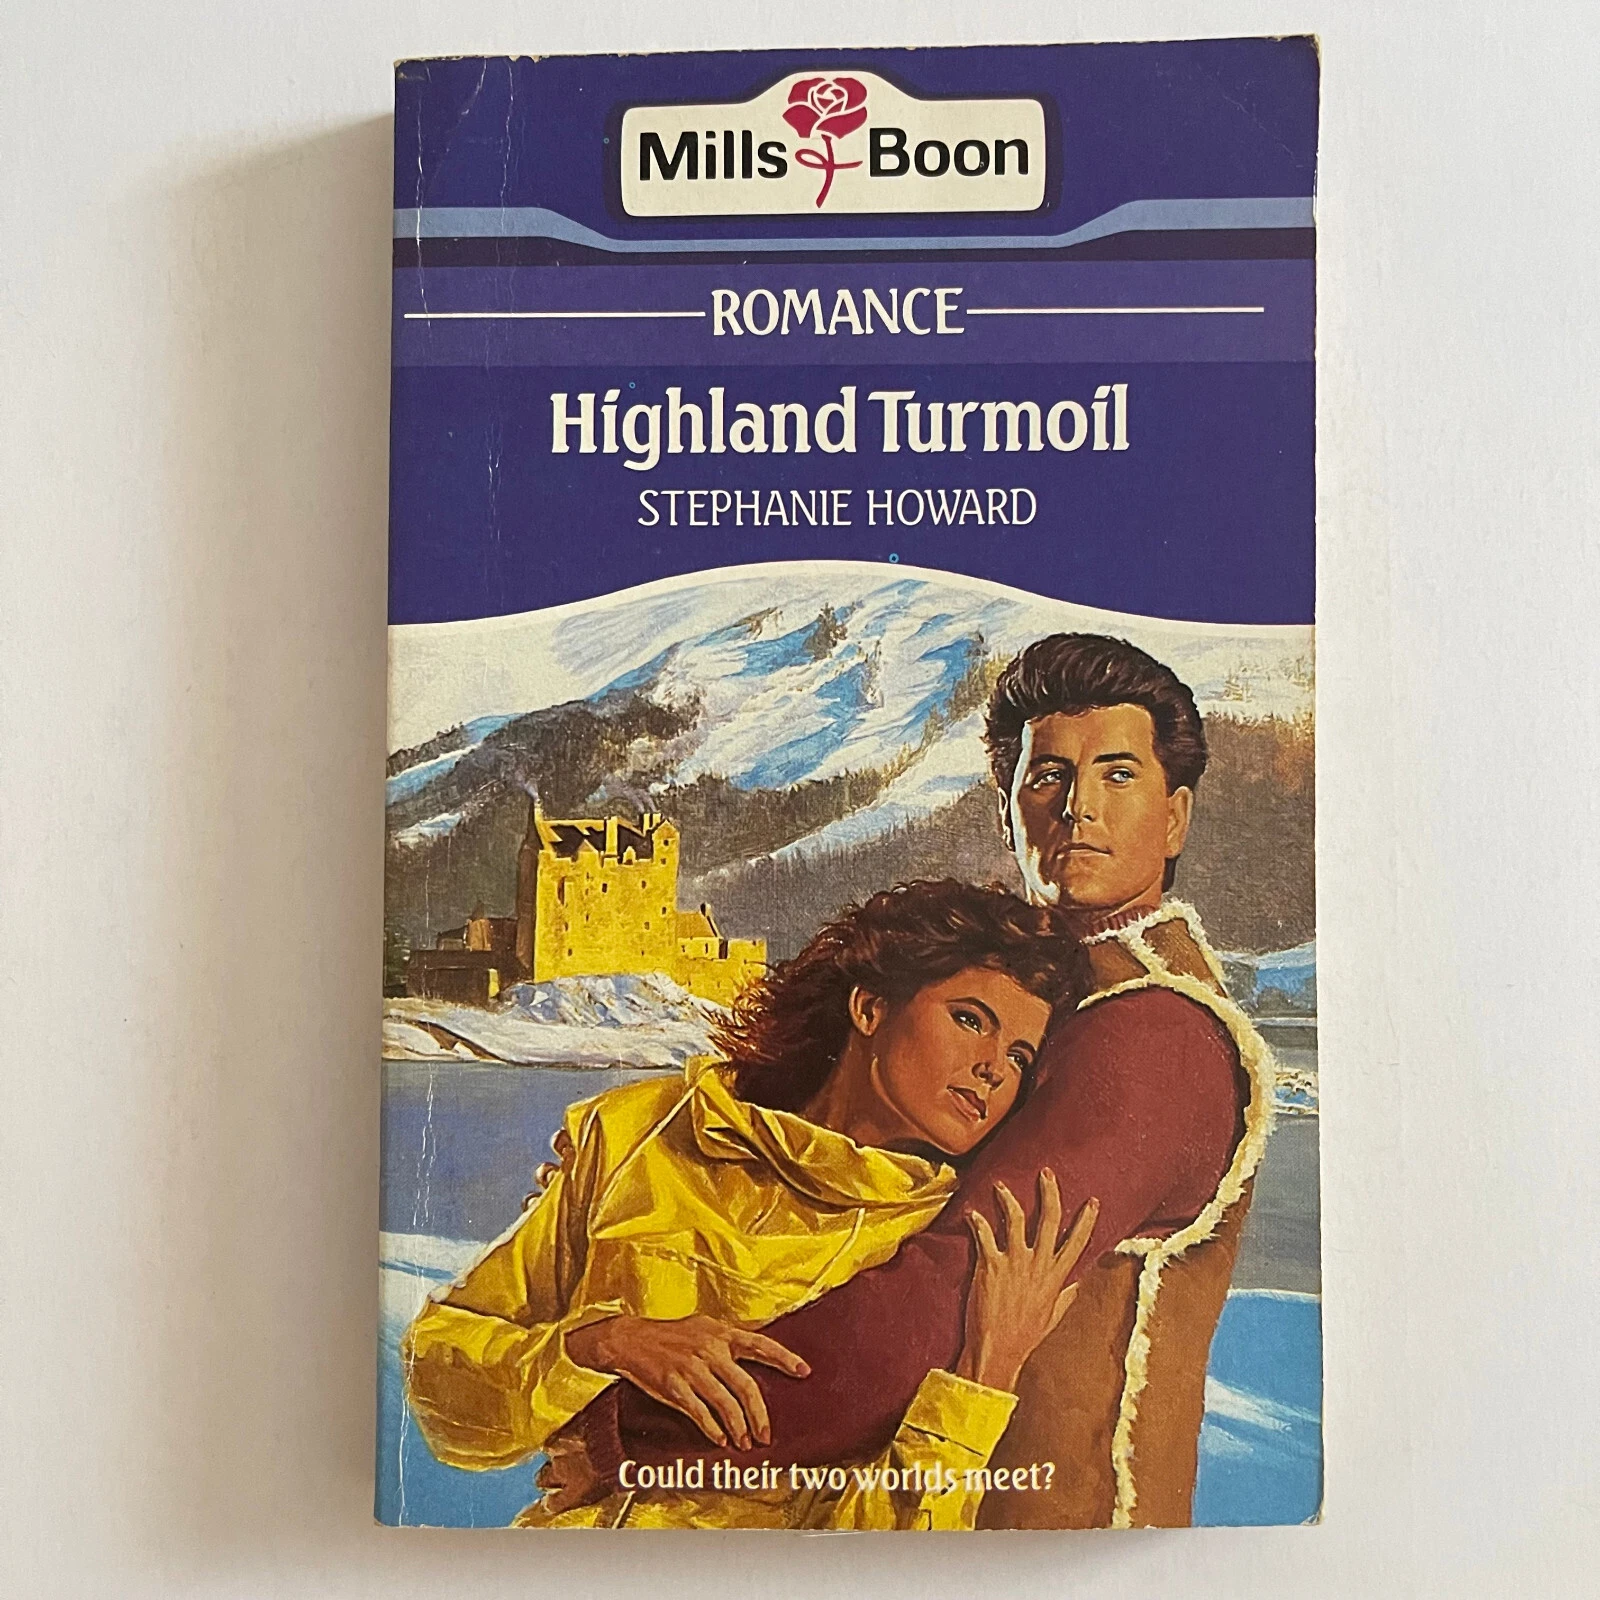 Mills & Boon
ROMANCE
Highland Turmoil
STEPHANIE HOWARD
Could their two worlds meet?